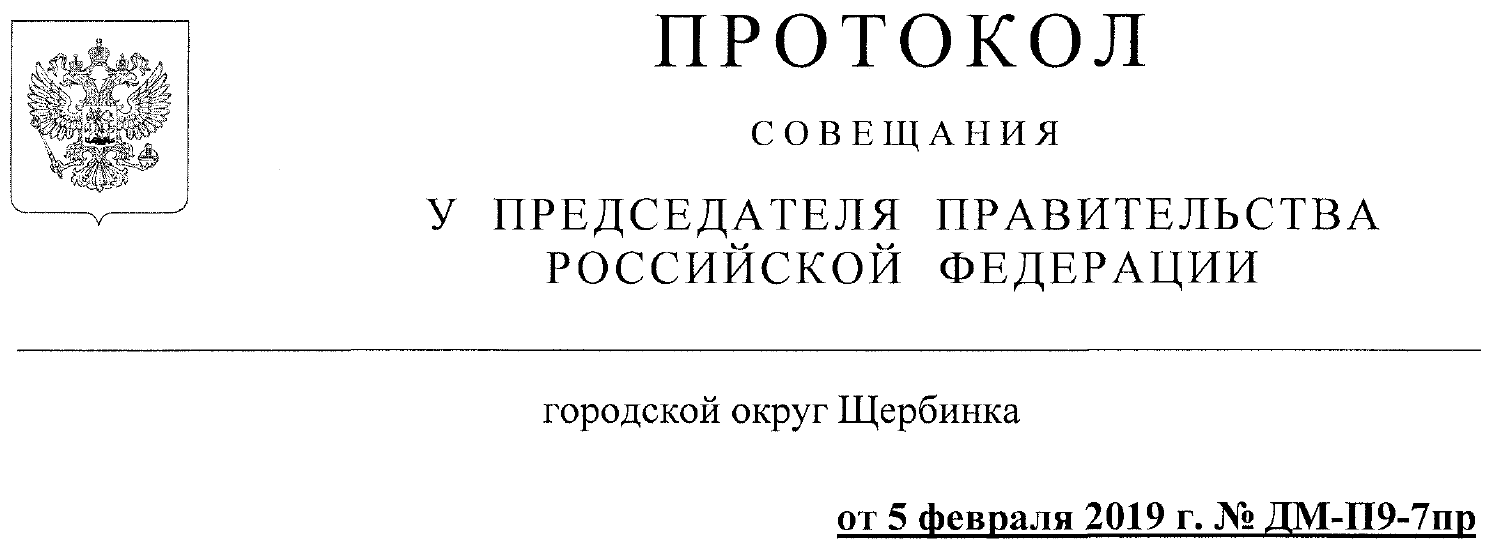 ПРОТОКОЛ
СОВЕЩАНИЯ
У ПРЕДСЕДАТЕЛЯ ПРАВИТЕЛЬСТВА
РОССИЙСКОЙ ФЕДЕРАЦИИ
городской округ Щербинка
от 5 февраля 2019 г. № ДМ-П9-7пр